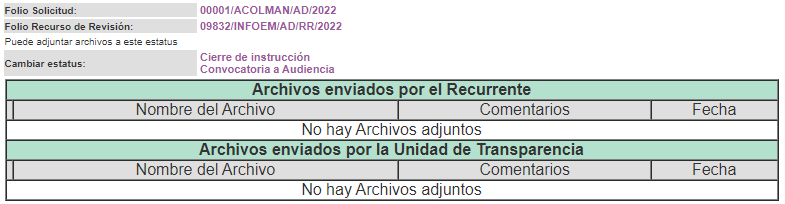 Folio Solicitud: 00001/ACOLMAN/AD/2022
Folio Recurso de Revisión: 09832/INFOEM/AD/RR/2022
Puede adjuntar archivos a este estatus
Cambiar estatus: Cierre de instrucción
Convocatoria a Audiencia
Archivos enviados por el Recurrente
Nombre del Archivo Comentarios Fecha
No hay Archivos adjuntos
Archivos enviados por la Unidad de Transparencia
Nombre del Archivo Comentarios Fecha
No hay Archivos adjuntos